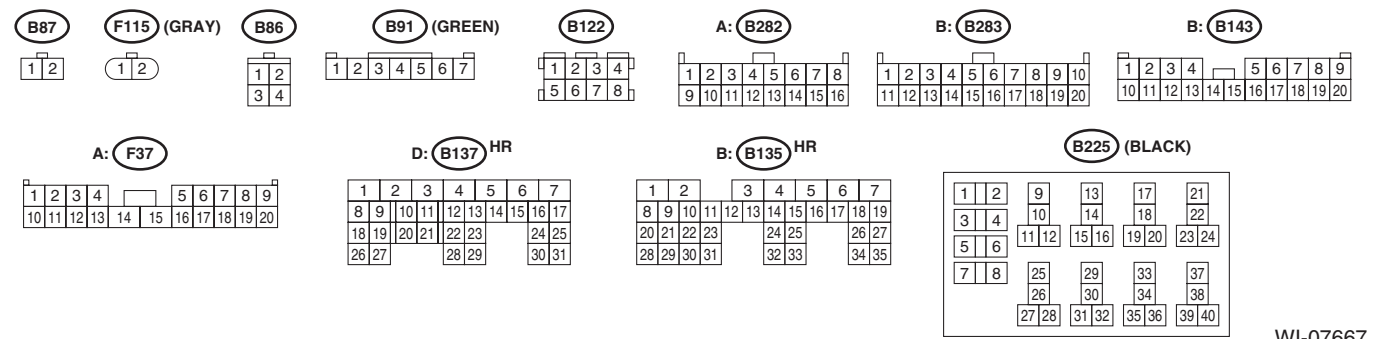 B87 F115 (GRAY) B86 B91 (GREEN) B122 A: B282 B: B283 B: B143
1 2
1 2
1 2
3 4
1 2 3 4 5 6 7
1 2 3 4
5 6 7 8
1 2 3 4 5 6 7 8
9 10 11 12 13 14 15 16
1 2 3 4 5 6 7 8 9 10
11 12 13 14 15 16 17 18 19 20
1 2 3 4 5 6 7 8 9
10 11 12 13 14 15 16 17 18 19 20
A: F37 D: B137 HR B: B135 HR B225 (BLACK)
1 2 3 4 5 6 7 8 9
10 11 12 13 14 15 16 17 18 19 20
1 2 3 4 5 6 7
8 9 10 11 12 13 14 15 16 17
18 19 20 21 22 23 24 25
26 27 28 29 30 31
1 2 3 4 5 6 7
8 9 10 11 12 13 14 15 16 17 18 19
20 21 22 23 24 25 26 27
28 29 30 31 32 33 34 35
1 2 9 13 17 21
3 4 10 14 18 22
11 12 15 16 19 20 23 24
5 6
7 8 25 29 33 37
26 30 34 38
27 28 31 32 35 36 39 40
WI-07667